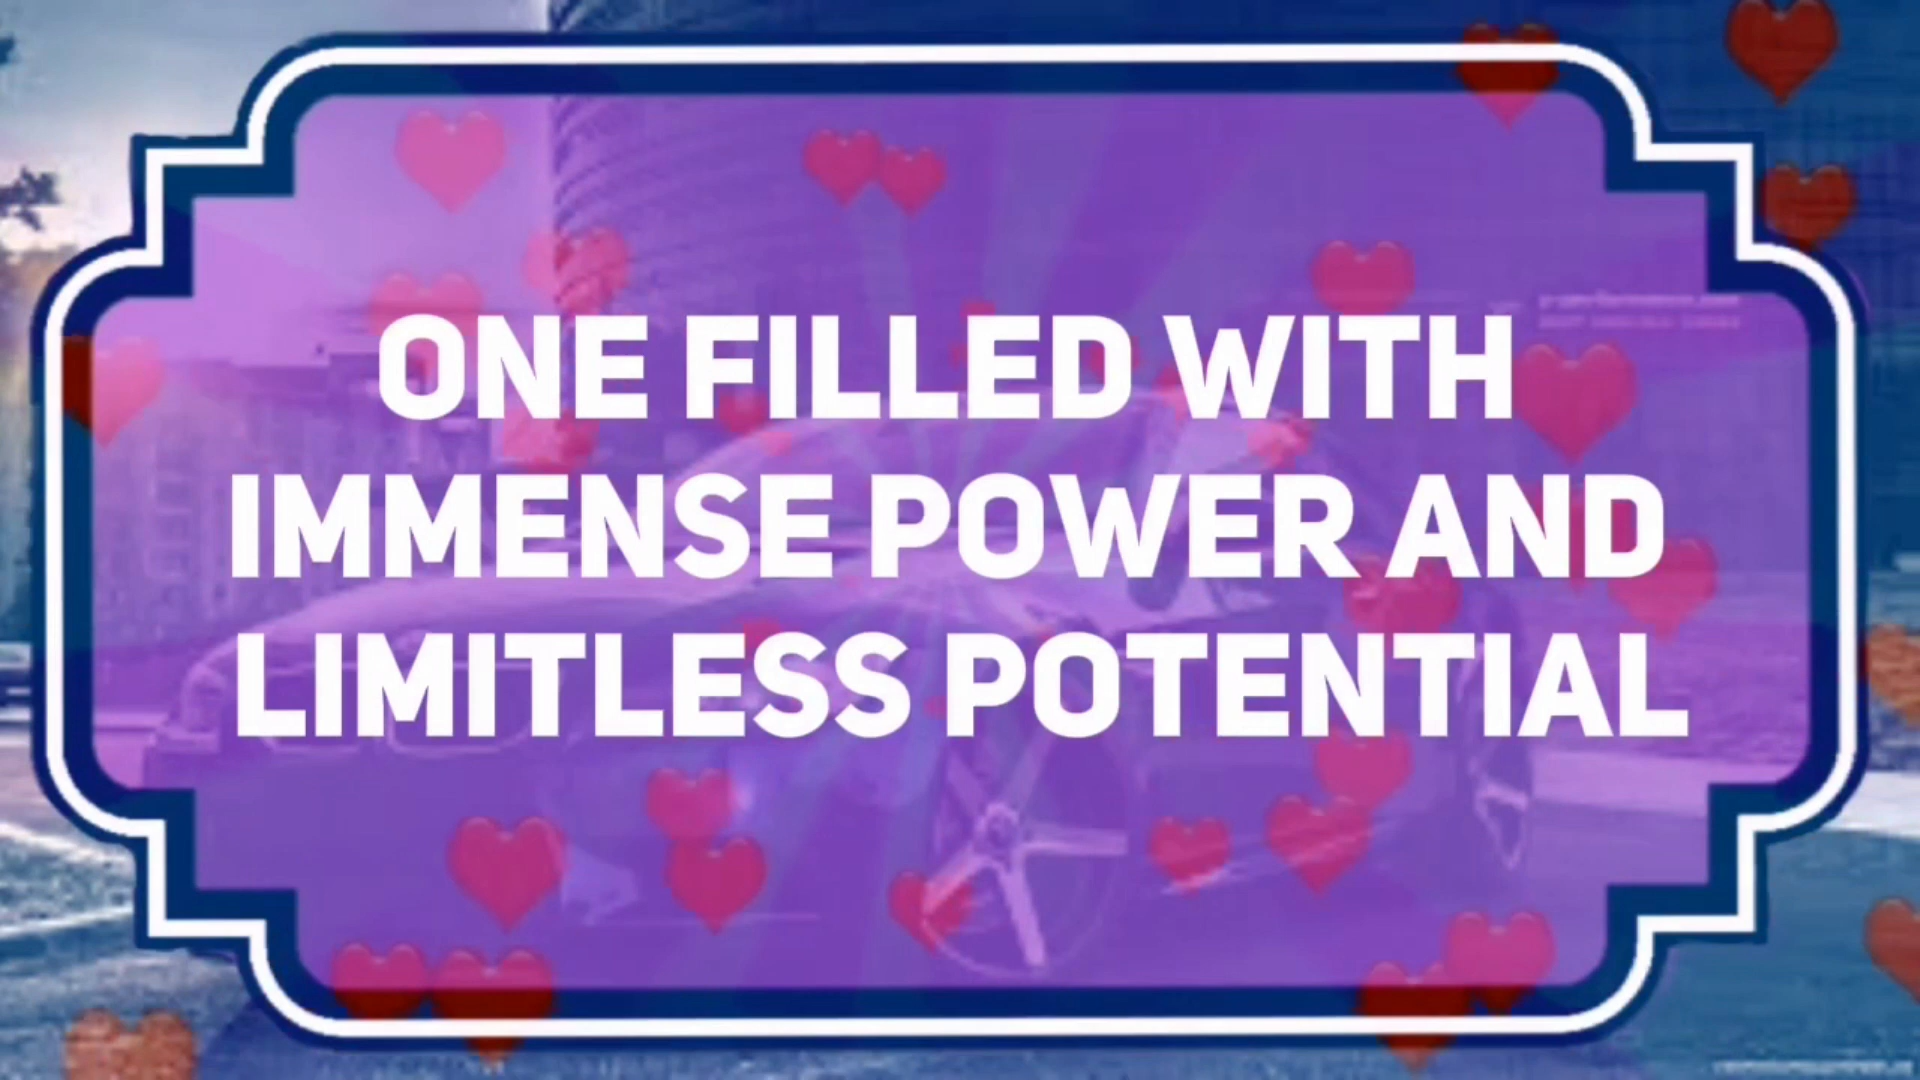 ONE FILLED WITH
IMMENSE POWER AND
LIMITLESS POTENTIAL